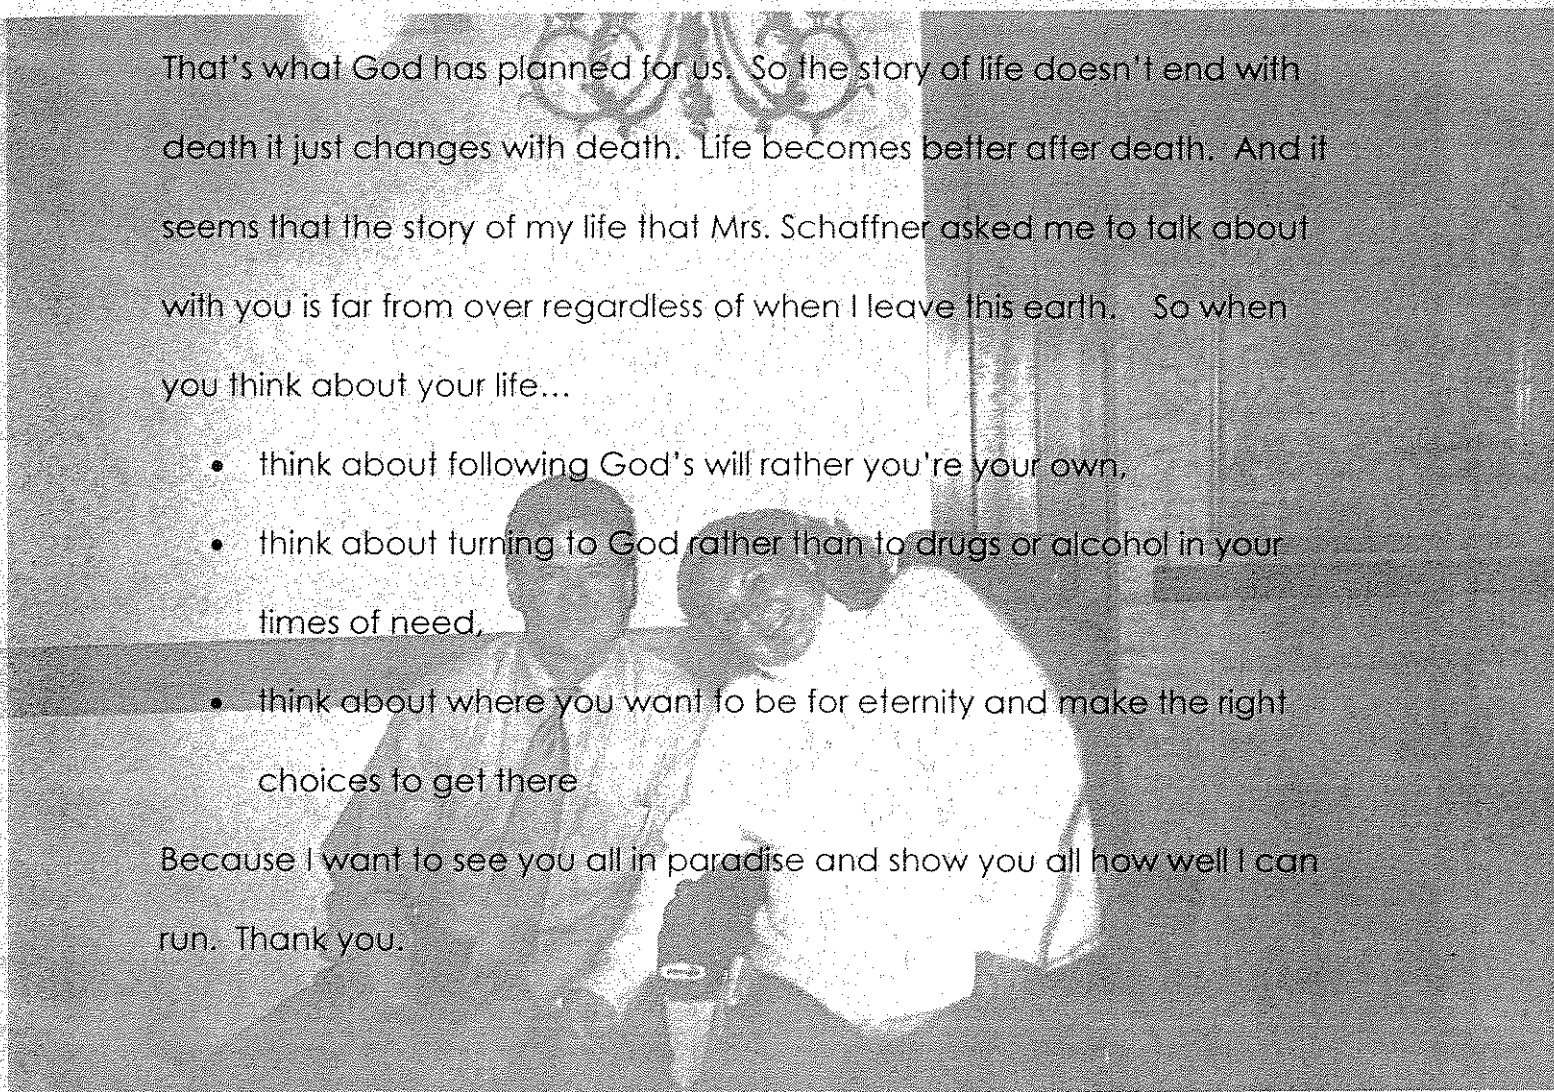 That's what God has planned for us.  So the story of life doesn't end with
death it just changes with death.  Life becomes better after death.  And it
seems that the story of my life that Mrs. Schaffner asked me to talk about
with you is far from over regardless of when I leave this earth.    So when
you think about your life...
• think about following God's will rather you're your own,
• think about turning to God rather than to drugs or alcohol in your
times of need,
• think about where you want to be for eternity and make the right
choices to get there
Because I want to see you all in paradise and show you all how well I can
run.  Thank you.